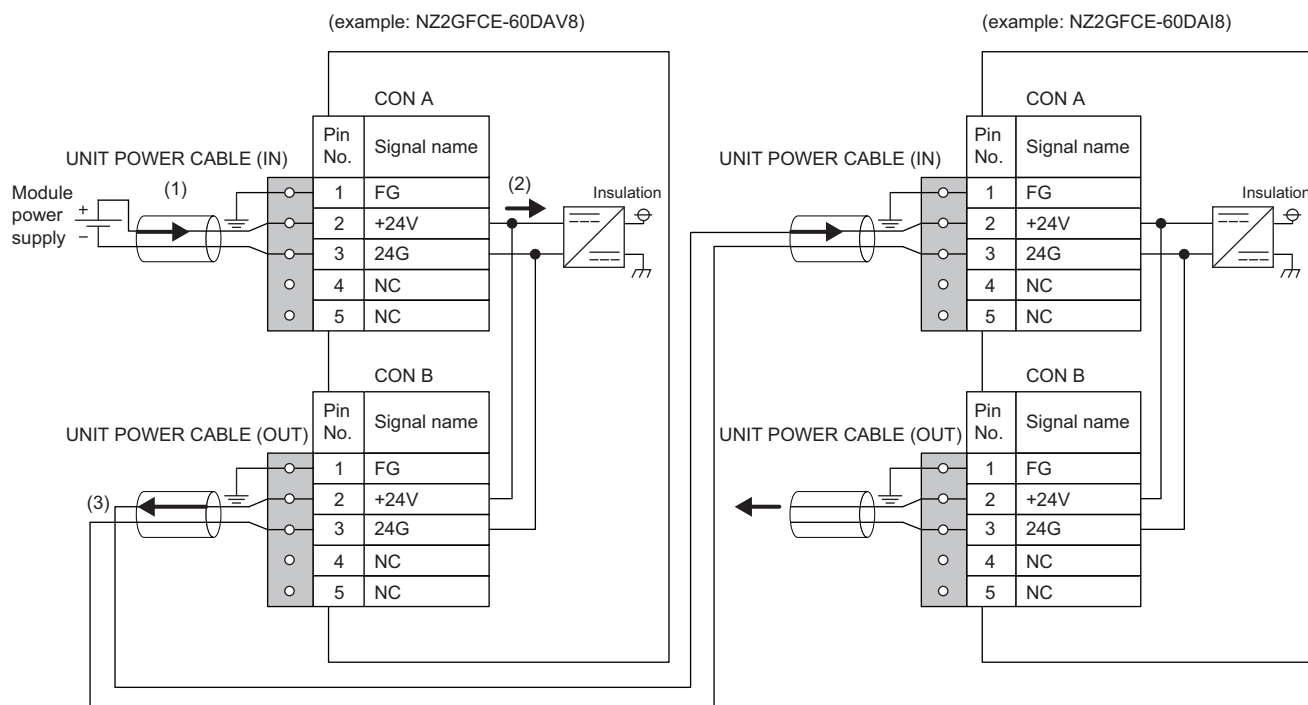 (example: NZ2GFCE-60DAV8)
CON A
Pin No. Signal name
UNIT POWER CABLE (IN)
Module power supply
+
−
(1)
1 FG
2 +24V
3 24G
4 NC
5 NC
(2)
Insulation
CON B
Pin No. Signal name
UNIT POWER CABLE (OUT)
(3)
1 FG
2 +24V
3 24G
4 NC
5 NC
(example: NZ2GFCE-60DAI8)
CON A
Pin No. Signal name
UNIT POWER CABLE (IN)
1 FG
2 +24V
3 24G
4 NC
5 NC
Insulation
CON B
Pin No. Signal name
UNIT POWER CABLE (OUT)
1 FG
2 +24V
3 24G
4 NC
5 NC